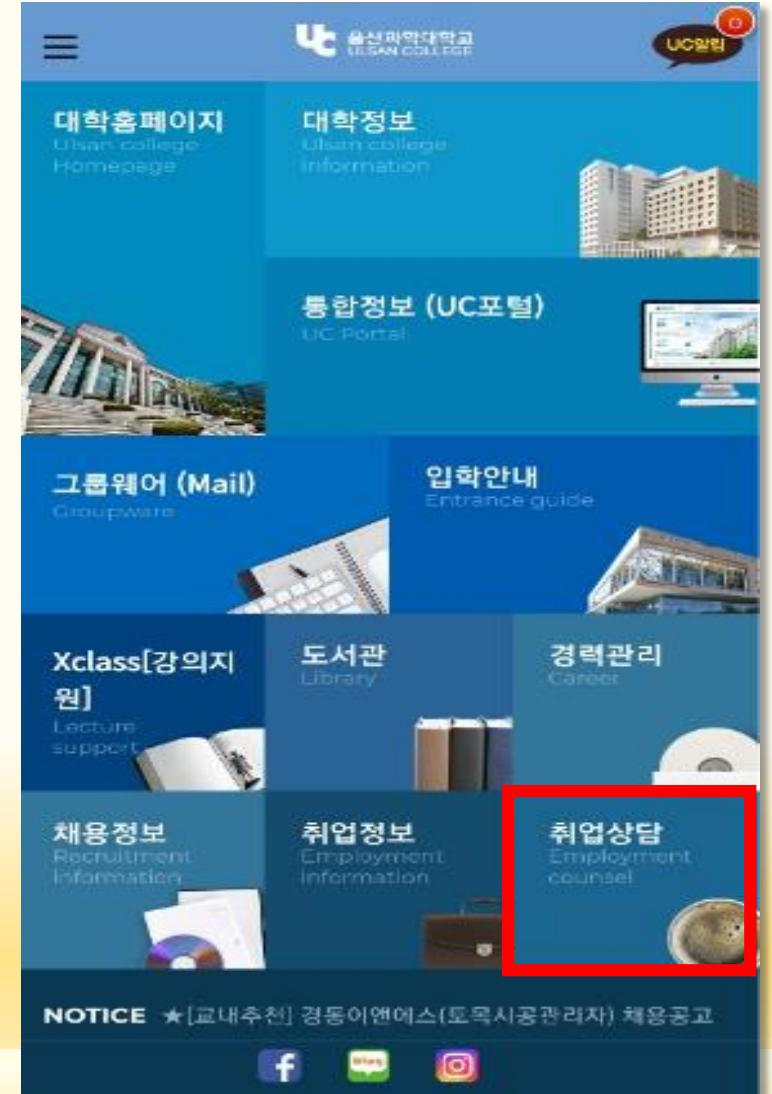 울산과학대학교
ULSAN COLLEGE
0
UC알림
대학홈페이지
Ulsan college
Homepage
대학정보
Ulsan college
information
통합정보 (UC포털)
UC Portal
그룹웨어 (Mail)
Groupware
입학안내
Entrance guide
Xclass[강의지
원]
Lecture
support
도서관
Library
경력관리
Career
채용정보
Recruitment
information
취업정보
Employment
information
취업상담
Employment
counsel
NOTICE ★[교내추천] 경동이앤에스(토목시공관리자) 채용공고
f
Blog